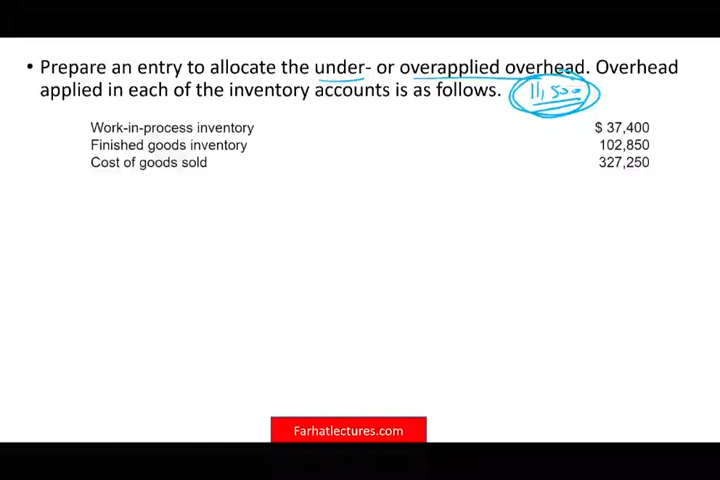 • Prepare an entry to allocate the under- or overapplied overhead. Overhead
applied in each of the inventory accounts is as follows. 11,500
Work-in-process inventory $ 37,400
Finished goods inventory 102,850
Cost of goods sold 327,250
Farhatlectures.com